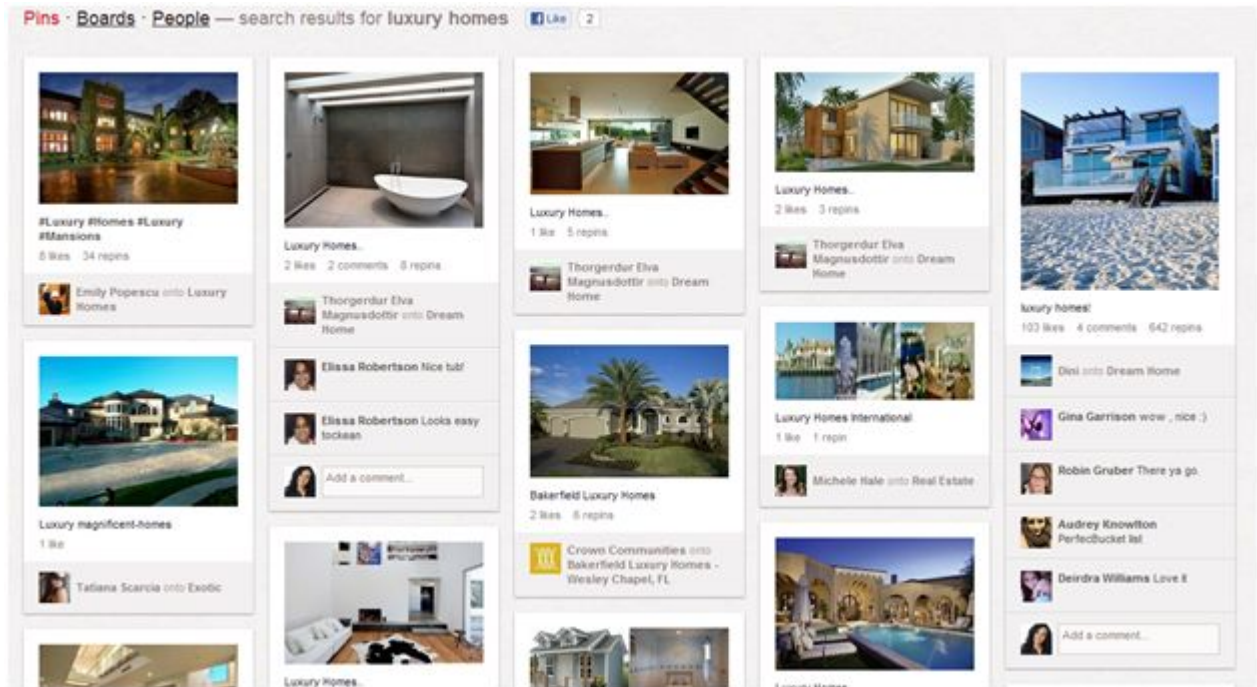 Pins · Boards · People — search results for luxury homes Like 2
#Luxury #Homes #Luxury
#Mansions
8 likes 34 repins
Emily Popescu onto Luxury
Homes
Luxury magnificent-homes
1 like
Tatiana Scarcia onto Exotic
Luxury Homes..
2 likes 2 comments 8 repins
Thorgerdur Elva
Magnusdottir onto Dream
Home
Elissa Robertson Nice tub!
Elissa Robertson Looks easy
tockean
Add a comment...
Luxury Homes..
Luxury Homes..
1 like 5 repins
Thorgerdur Elva
Magnusdottir onto Dream
Home
Bakerfield Luxury Homes
2 likes 8 repins
Crown Communities onto
Bakerfield Luxury Homes -
Wesley Chapel, FL
Luxury Homes..
2 likes 3 repins
Thorgerdur Elva
Magnusdottir onto Dream
Home
Luxury Homes International
1 like 1 repin
Michele Hale onto Real Estate
Luxury Homes
luxury homes!
103 likes 4 comments 642 repins
Dini onto Dream Home
Gina Garrison wow , nice :)
Robin Gruber There ya go.
Audrey Knowlton
PerfecBucket list
Deirdra Williams Love it
Add a comment...